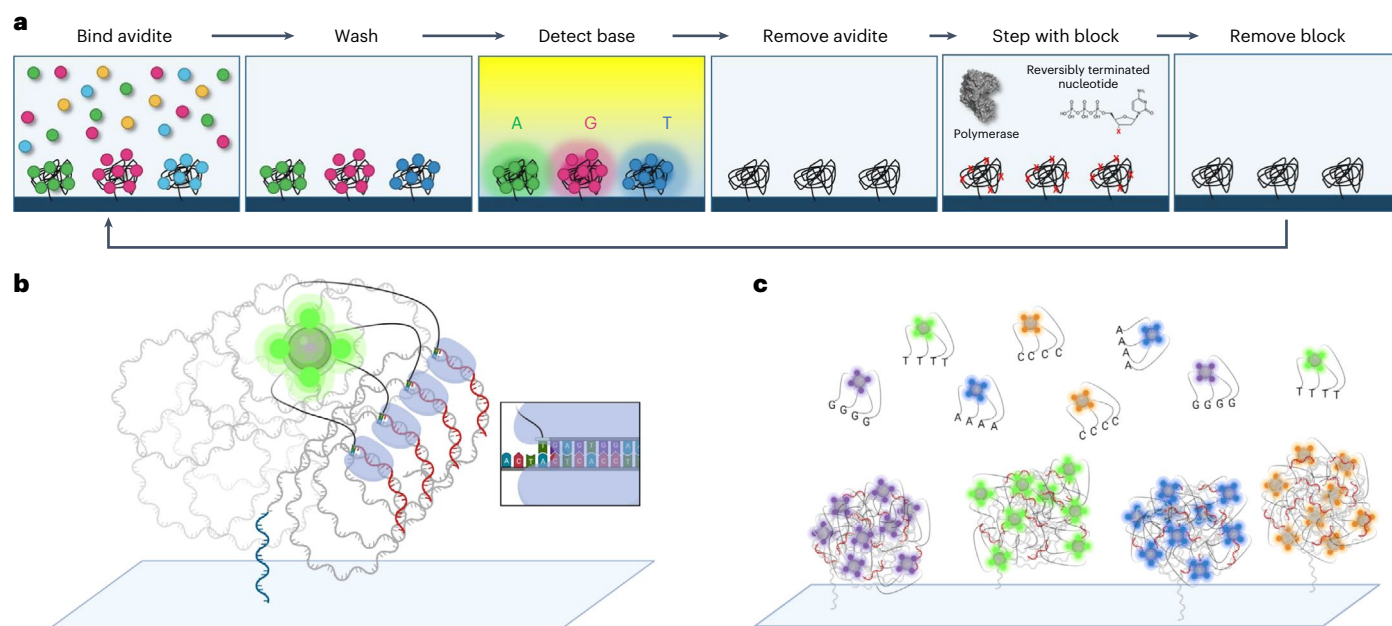 a
Bind avidite
Wash
Detect base
Remove avidite
Step with block
Remove block
A
G
T
Polymerase
Reversibly terminated
nucleotide
X
b
c
T T T T
C C C C
A
A
A
A
G G G G
A A A A
C C C C
G G G G
T T T T